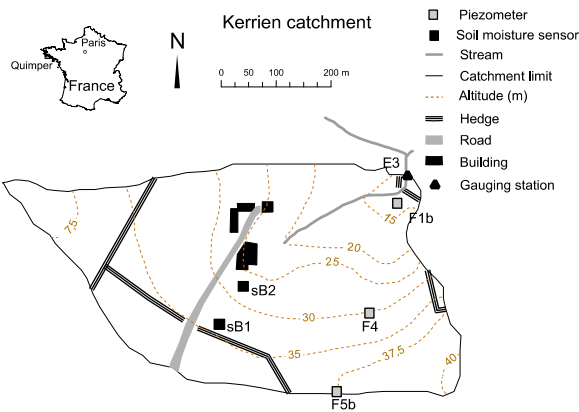 Kerrien catchment
Paris
Quimper
France
N
0 50 100 200 m
Piezometer
Soil moisture sensor
Stream
Catchment limit
Altitude (m)
Hedge
Road
Building
Gauging station
E3
15
F1b
7,5
20
25
sB2
30
F4
sB1
35
37,5
40
F5b